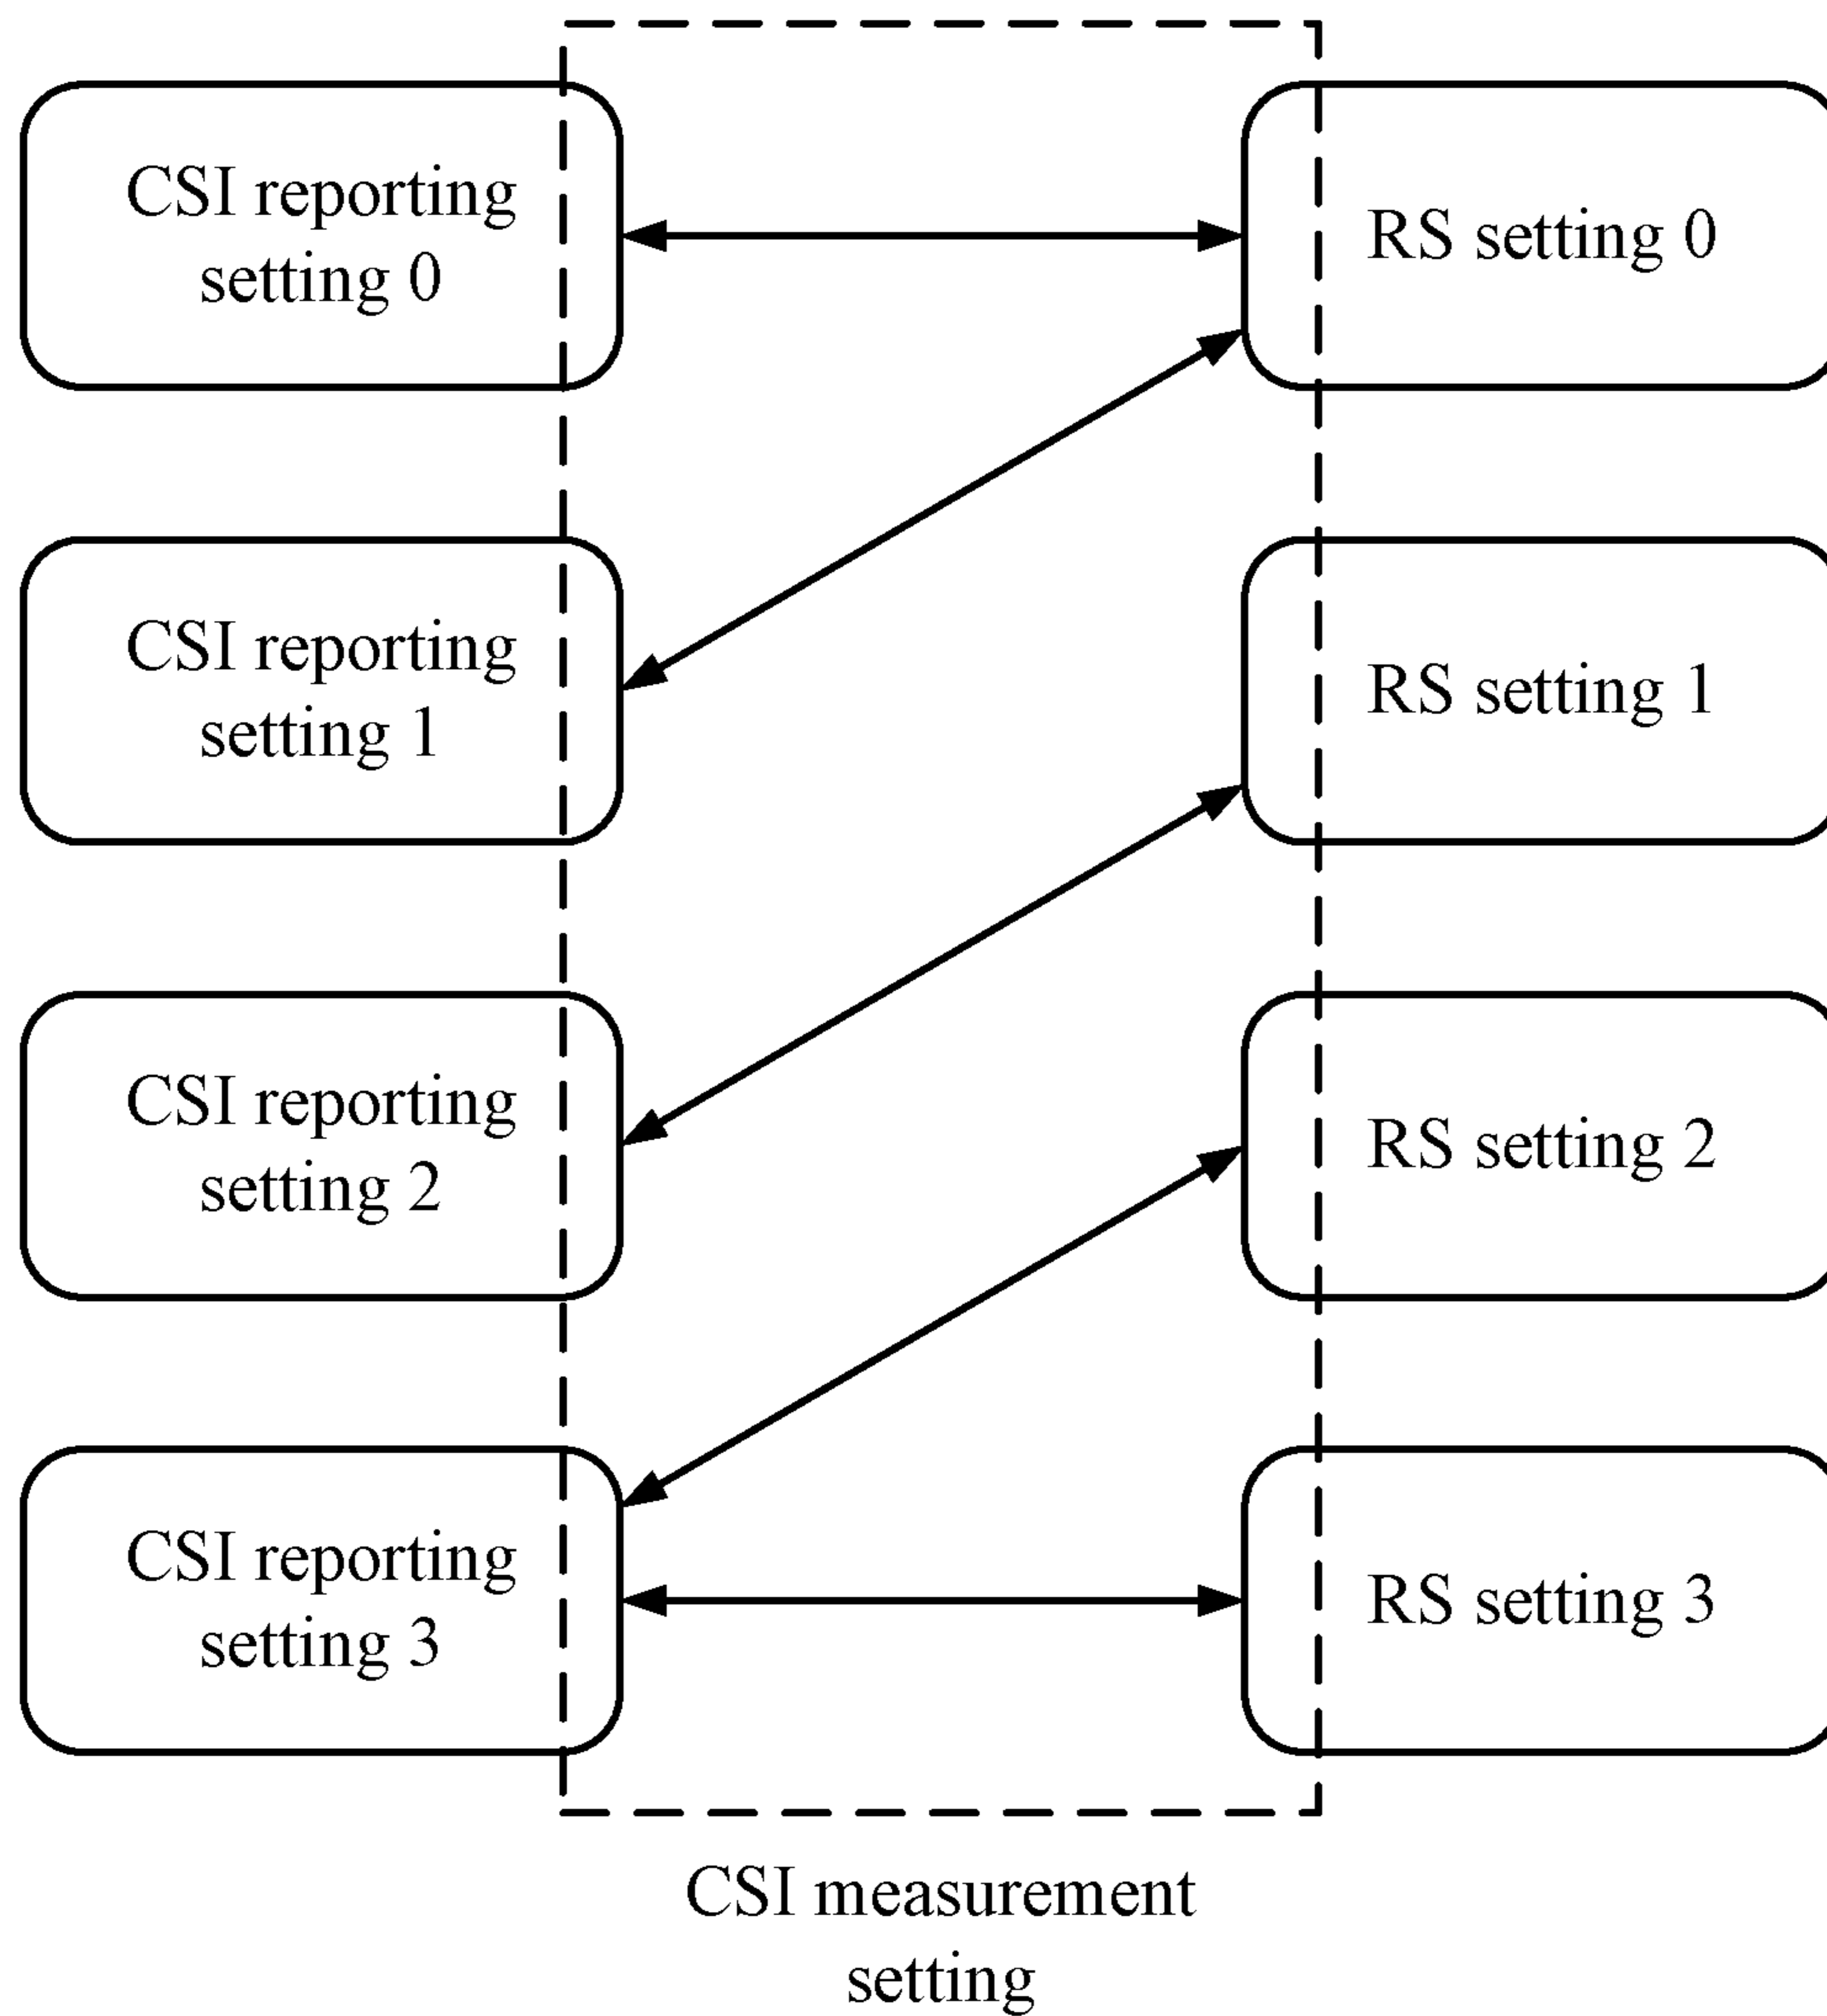 CSI reporting
setting 0
RS setting 0
CSI reporting
setting 1
RS setting 1
CSI reporting
setting 2
RS setting 2
CSI reporting
setting 3
RS setting 3
CSI measurement
setting